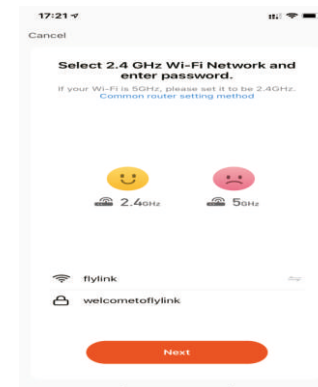 17:21
Cancel
Select 2.4 GHz Wi-Fi Network and
enter password.
If your Wi-Fi is 5GHz, please set it to be 2.4GHz.
Common router setting method
2.4GHz 5GHz
flylink
welcometoflylink
Next